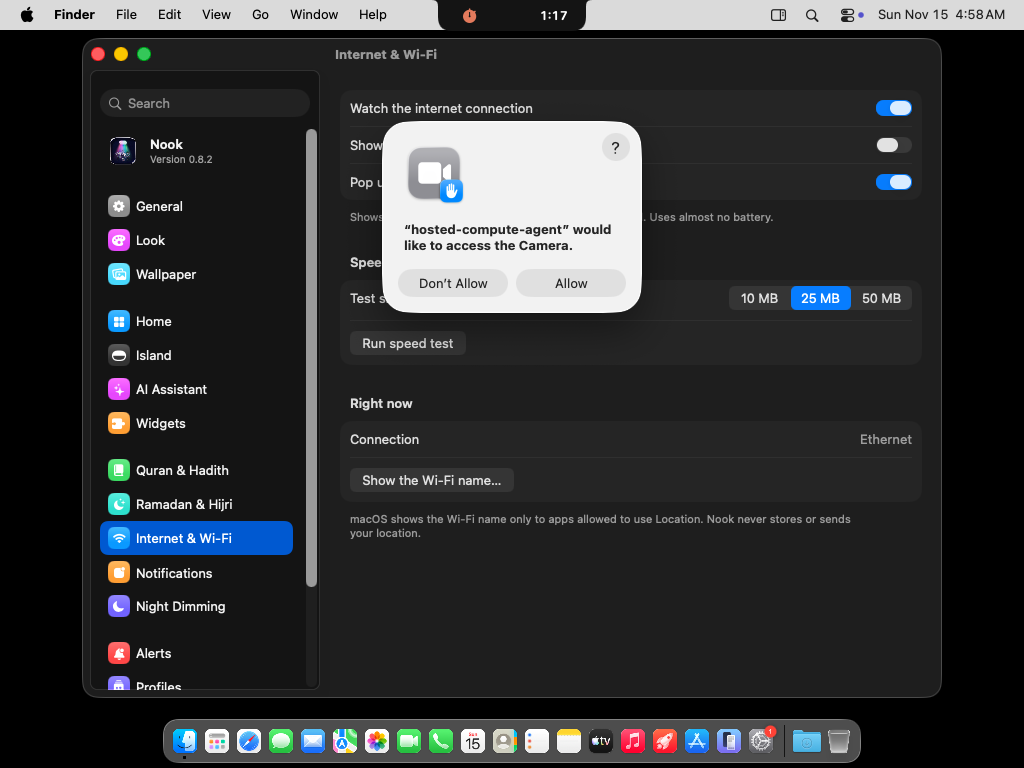 Finder File Edit View Go Window Help 1:17 Sun Nov 15 4:58 AM
Internet & Wi-Fi
Search
Nook
Version 0.8.2
General
Look
Wallpaper
Home
Island
AI Assistant
Widgets
Quran & Hadith
Ramadan & Hijri
Internet & Wi-Fi
Notifications
Night Dimming
Alerts
Profiles
Watch the internet connection
Show
Pop u
Shows
. Uses almost no battery.
?
“hosted-compute-agent” would
like to access the Camera.
Don’t Allow Allow
Spee
Test s
10 MB 25 MB 50 MB
Run speed test
Right now
Connection Ethernet
Show the Wi-Fi name...
macOS shows the Wi-Fi name only to apps allowed to use Location. Nook never stores or sends
your location.
15
tv
1